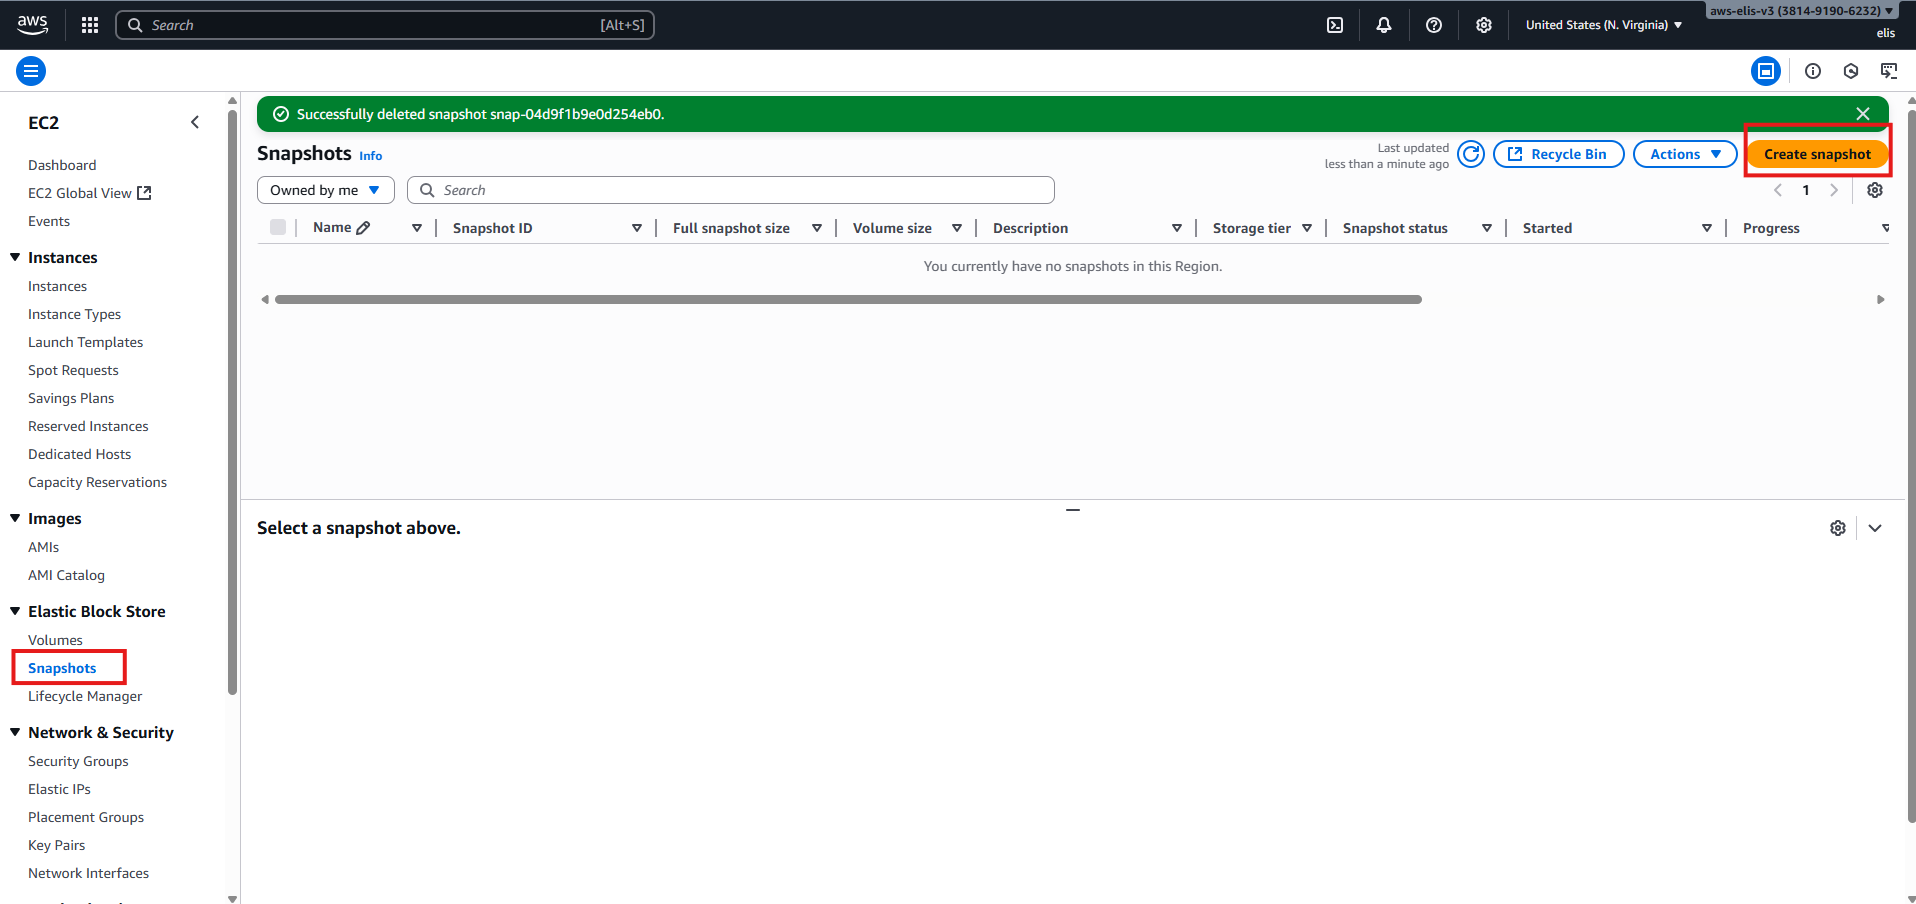 aws
Search [Alt+S]
United States (N. Virginia)
aws-elis-v3 (3814-9190-6232)
elis
EC2
Dashboard
EC2 Global View
Events
Instances
Instances
Instance Types
Launch Templates
Spot Requests
Savings Plans
Reserved Instances
Dedicated Hosts
Capacity Reservations
Images
AMIs
AMI Catalog
Elastic Block Store
Volumes
Snapshots
Lifecycle Manager
Network & Security
Security Groups
Elastic IPs
Placement Groups
Key Pairs
Network Interfaces
Successfully deleted snapshot snap-04d9f1b9e0d254eb0.
Snapshots Info
Last updated
less than a minute ago
Recycle Bin
Actions
Create snapshot
Owned by me
Search
1
Name Snapshot ID Full snapshot size Volume size Description Storage tier Snapshot status Started Progress
You currently have no snapshots in this Region.
Select a snapshot above.